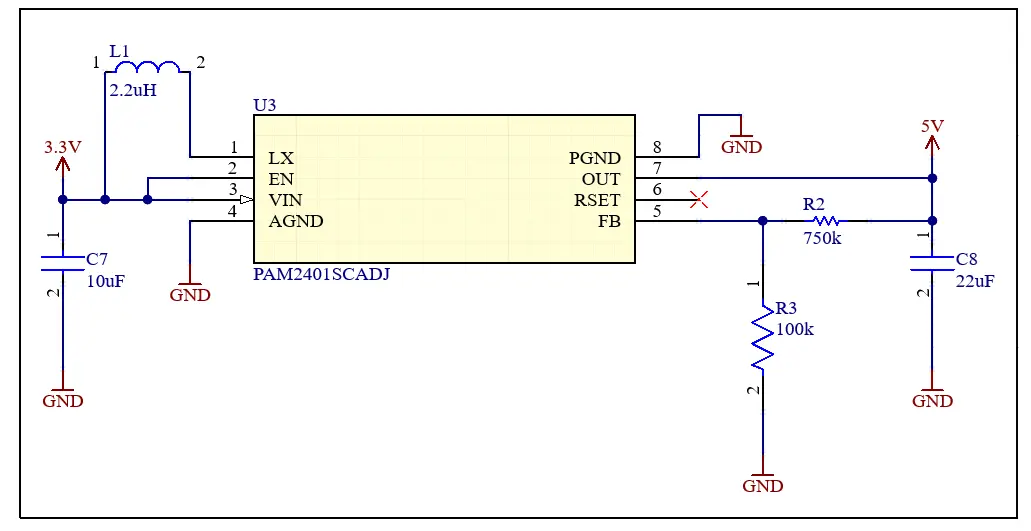 L1
1
2
2.2uH
U3
3.3V
5V
1
LX
PGND
8
GND
2
EN
OUT
7
3
VIN
RSET
6
4
AGND
FB
5
R2
750k
1
C7
10uF
2
GND
PAM2401SCADJ
1
C8
22uF
2
1
R3
100k
2
GND
GND
GND